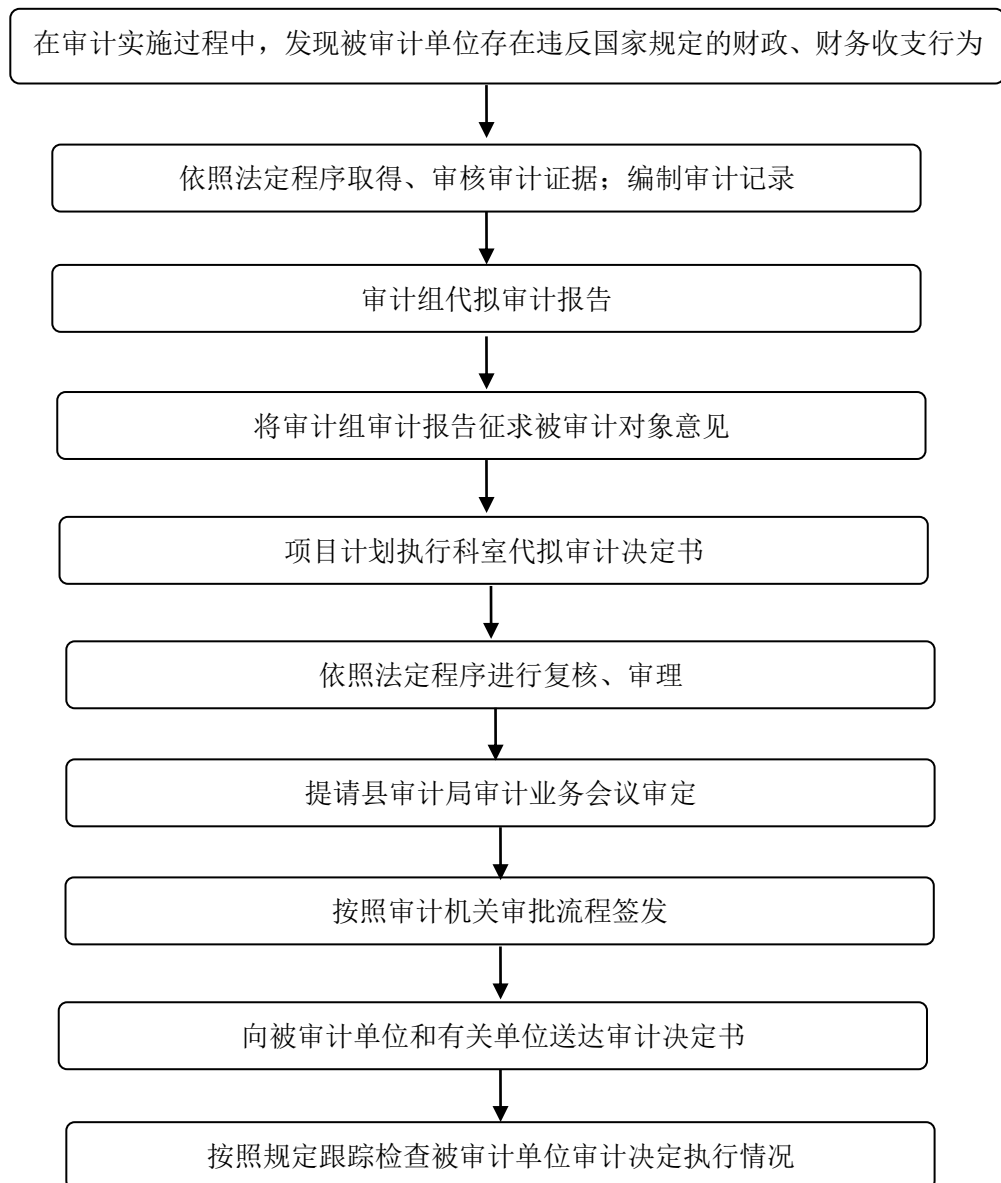 在审计实施过程中，发现被审计单位存在违反国家规定的财政、财务收支行为
依照法定程序取得、审核审计证据；编制审计记录
审计组代拟审计报告
将审计组审计报告征求被审计对象意见
项目计划执行科室代拟审计决定书
依照法定程序进行复核、审理
提请县审计局审计业务会议审定
按照审计机关审批流程签发
向被审计单位和有关单位送达审计决定书
按照规定跟踪检查被审计单位审计决定执行情况